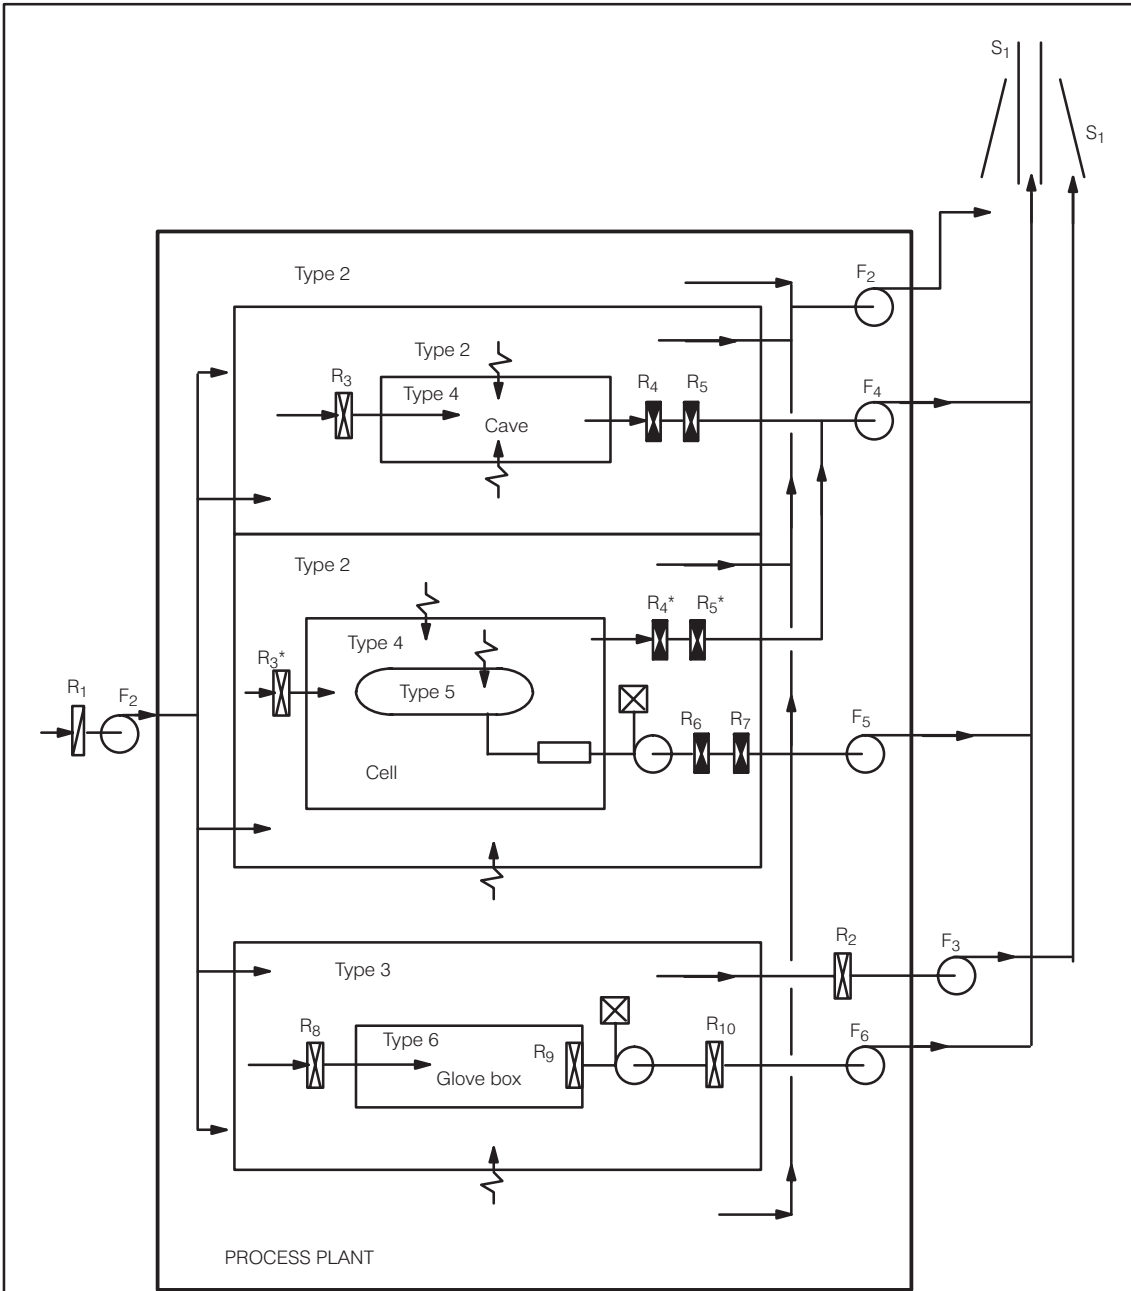 S1
S1
Type 2
F2
Type 2
R3
Type 4
R4
R5
F4
Cave
Type 2
R4*
R5*
Type 4
R3*
Type 5
R1
F2
R6
R7
F5
Cell
R2
F3
Type 3
R8
Type 6
R9
R10
F6
Glove box
PROCESS PLANT